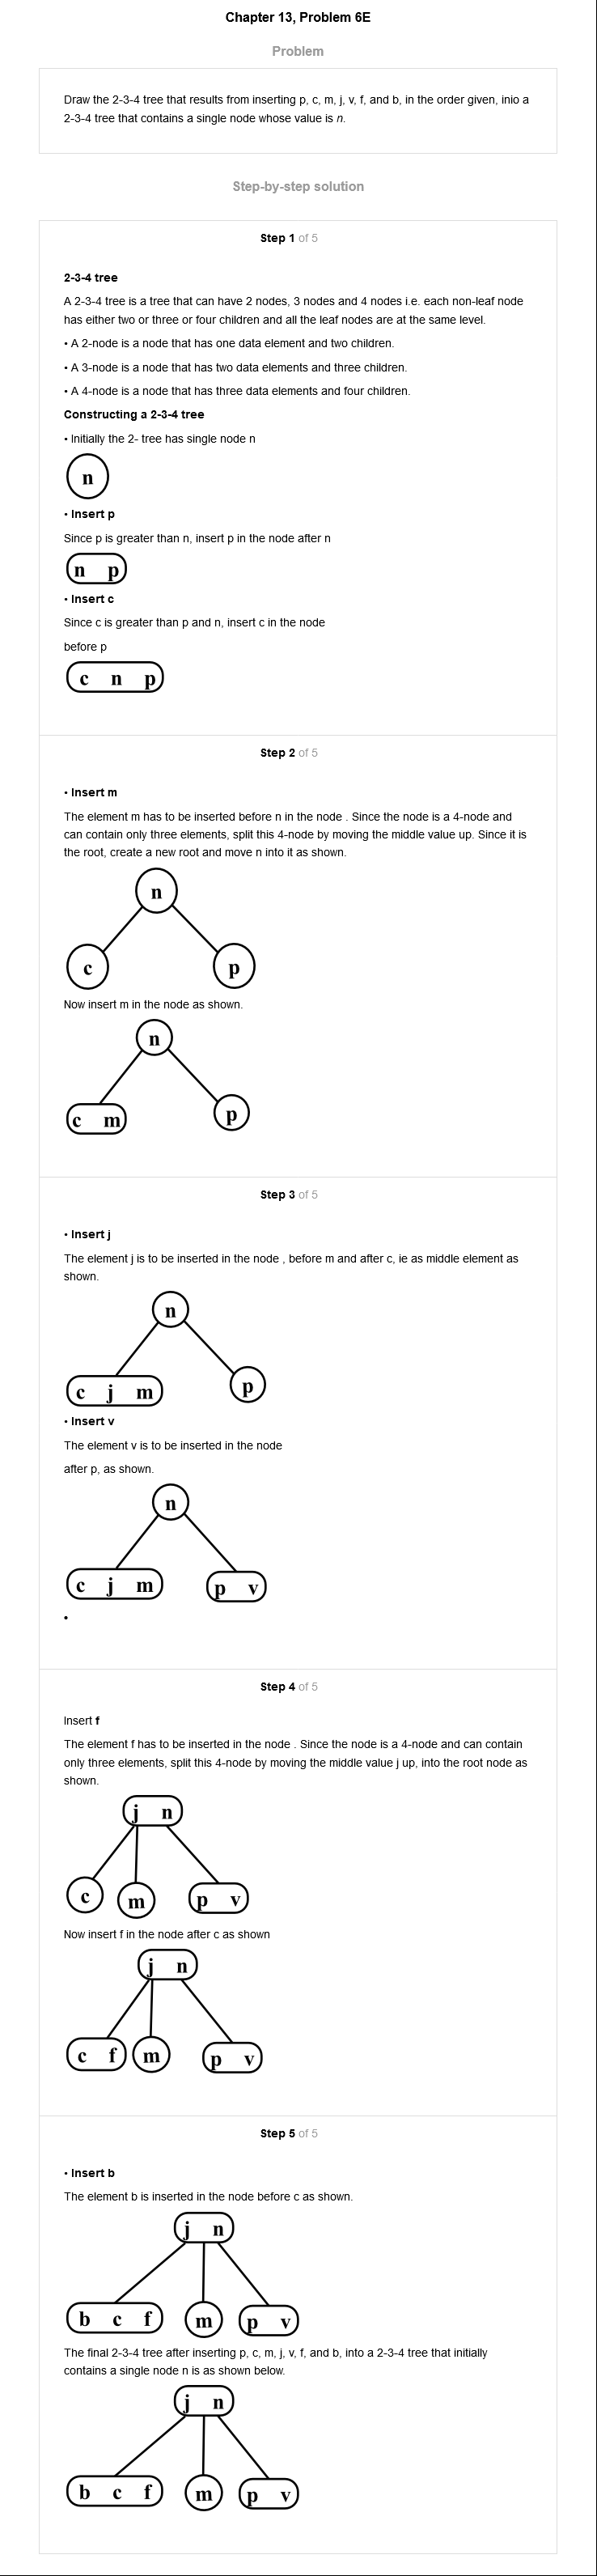 Chapter 13, Problem 6E
Problem
Draw the 2-3-4 tree that results from inserting p, c, m, j, v, f, and b, in the order given, inio a
2-3-4 tree that contains a single node whose value is n.
Step-by-step solution
Step 1 of 5
2-3-4 tree
A 2-3-4 tree is a tree that can have 2 nodes, 3 nodes and 4 nodes i.e. each non-leaf node
has either two or three or four children and all the leaf nodes are at the same level.
• A 2-node is a node that has one data element and two children.
• A 3-node is a node that has two data elements and three children.
• A 4-node is a node that has three data elements and four children.
Constructing a 2-3-4 tree
• Initially the 2- tree has single node n
n
• Insert p
Since p is greater than n, insert p in the node after n
n p
• Insert c
Since c is greater than p and n, insert c in the node
before p
c n p
Step 2 of 5
• Insert m
The element m has to be inserted before n in the node . Since the node is a 4-node and
can contain only three elements, split this 4-node by moving the middle value up. Since it is
the root, create a new root and move n into it as shown.
n
c p
Now insert m in the node as shown.
n
c m p
Step 3 of 5
• Insert j
The element j is to be inserted in the node , before m and after c, ie as middle element as
shown.
n
c j m p
• Insert v
The element v is to be inserted in the node
after p, as shown.
n
c j m p v
•
Step 4 of 5
Insert f
The element f has to be inserted in the node . Since the node is a 4-node and can contain
only three elements, split this 4-node by moving the middle value j up, into the root node as
shown.
j n
c m p v
Now insert f in the node after c as shown
j n
c f m p v
Step 5 of 5
• Insert b
The element b is inserted in the node before c as shown.
j n
b c f m p v
The final 2-3-4 tree after inserting p, c, m, j, v, f, and b, into a 2-3-4 tree that initially
contains a single node n is as shown below.
j n
b c f m p v